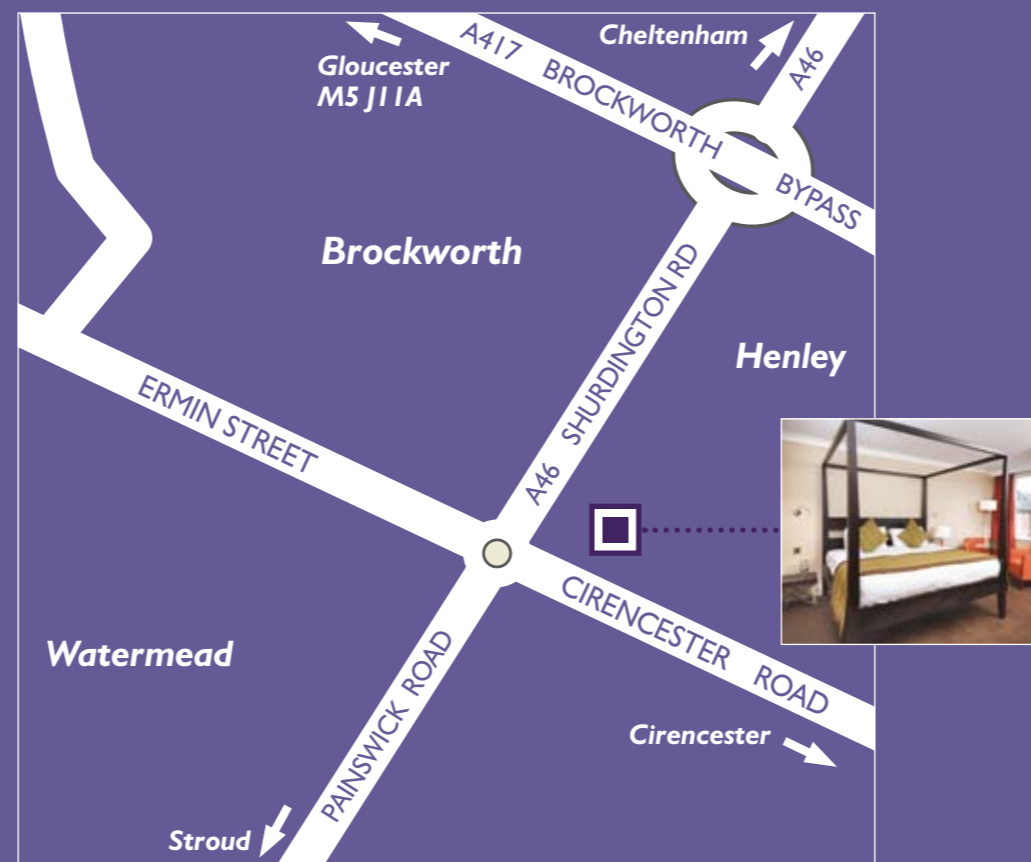 Cheltenham
A417 BROCKWORTH BYPASS
A46
Gloucester
M5 J11A
Brockworth
A46 SHURDINGTON RD
Henley
ERMIN STREET
CIRENCESTER ROAD
Watermead
PAINSWICK ROAD
Cirencester
Stroud